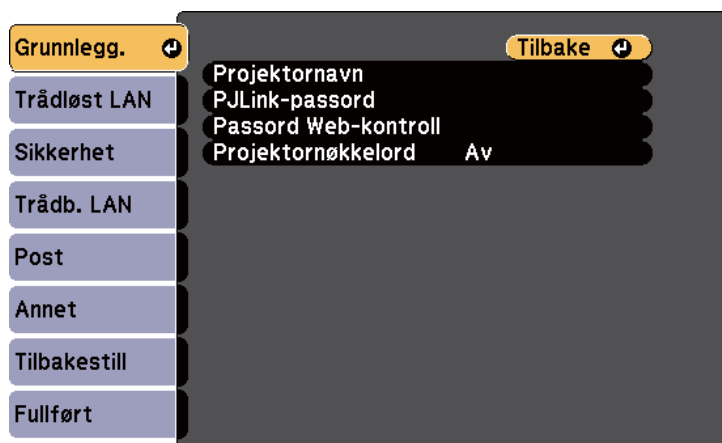 Grunnlegg.
Trådløst LAN
Sikkerhet
Trådb. LAN
Post
Annet
Tilbakestill
Fullført
Tilbake
Projektornavn
PJLink-passord
Passord Web-kontroll
Projektornøkkelord Av